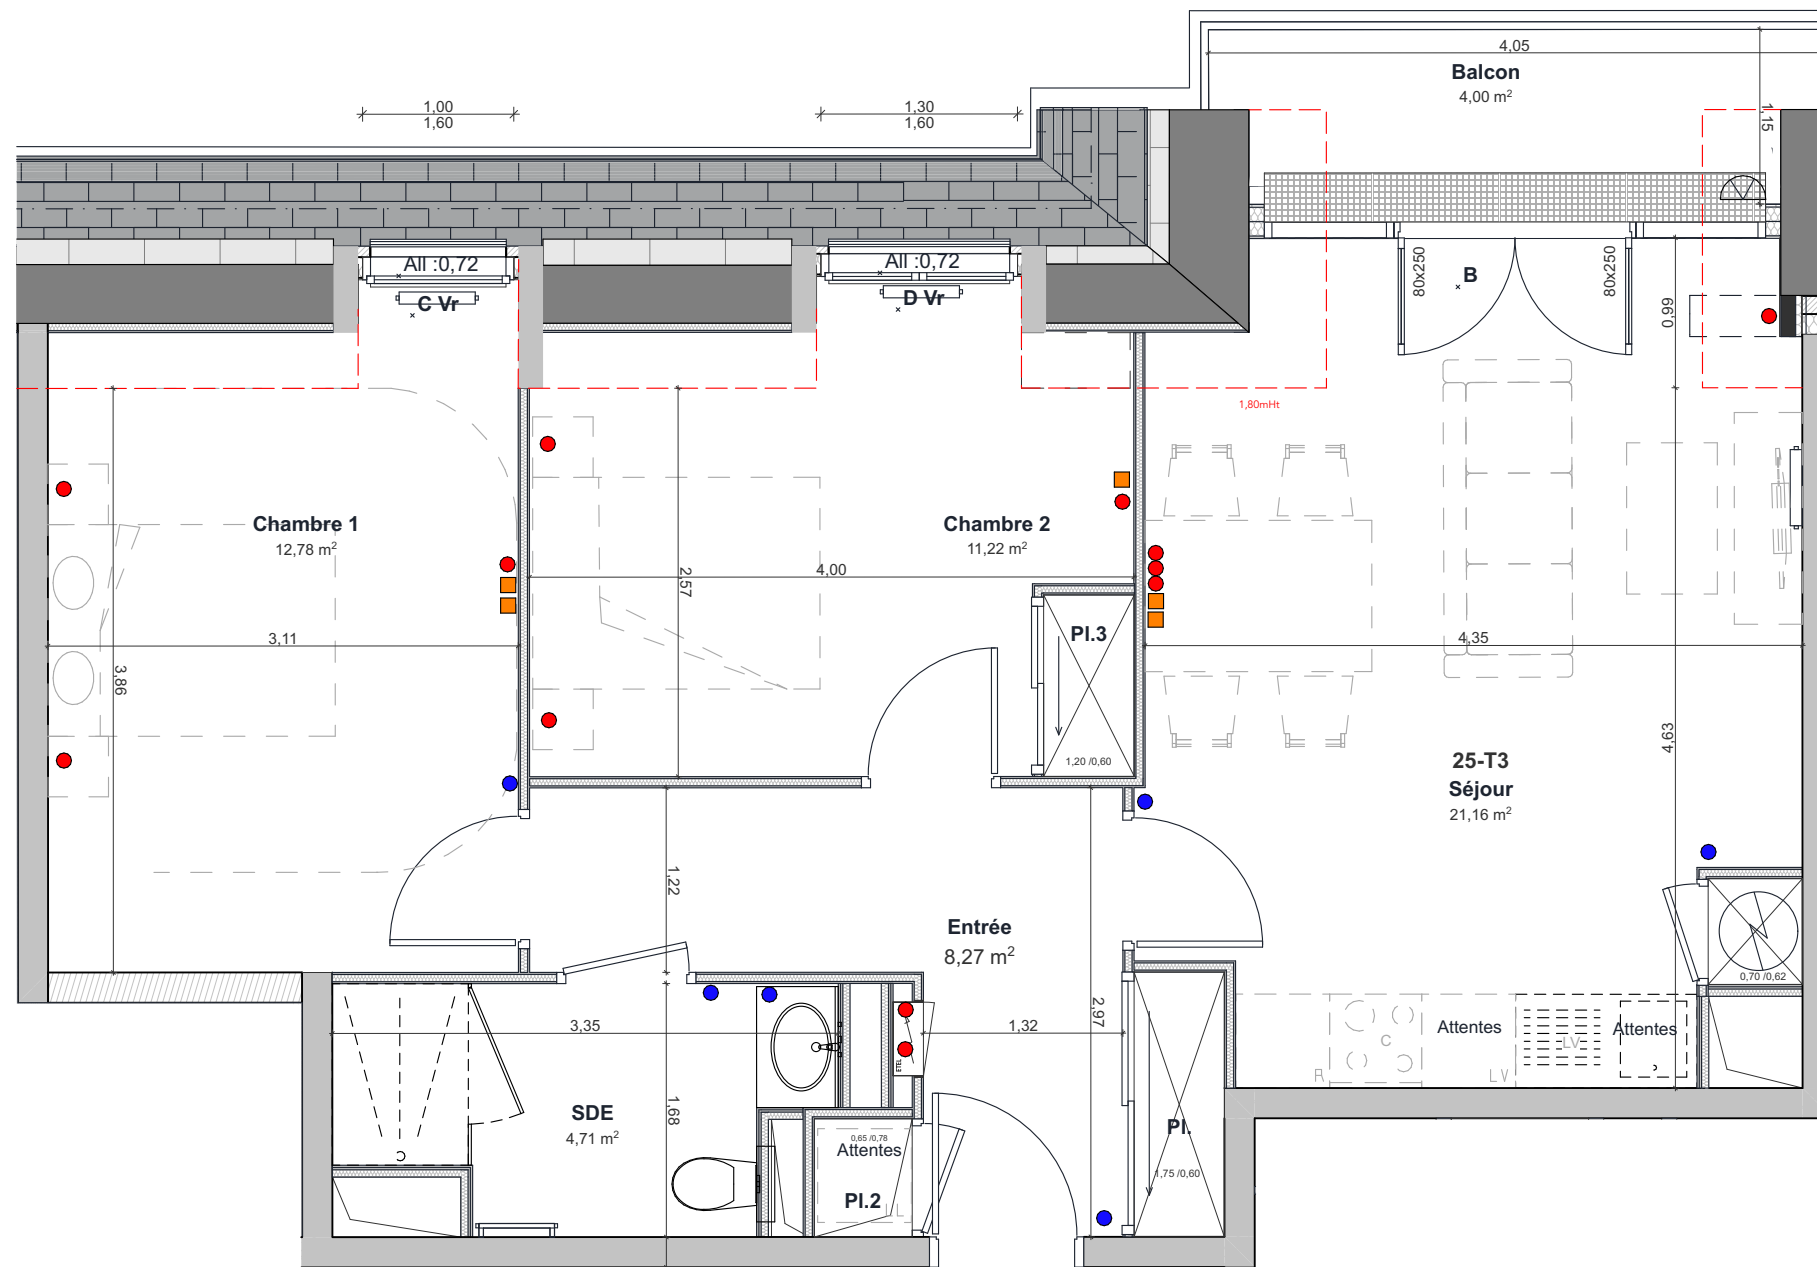 4,05
Balcon
4,00 m²
1,15
1,00
1,60
1,30
1,60
All :0,72
C Vr
All :0,72
D Vr
80x250
B
80x250
0,99
1,80mHt
Chambre 1
12,78 m²
Chambre 2
11,22 m²
4,00
2,57
3,11
3,86
Pl.3
1,20 /0,60
4,35
4,63
25-T3
Séjour
21,16 m²
1,22
Entrée
8,27 m²
0,70 /0,62
3,35
1,32
2,97
Attentes
Attentes
C
LV
R
LV
SDE
4,71 m²
1,68
0,65 /0,78
Attentes
Pl.2
LL
Pl.
1,75 /0,60